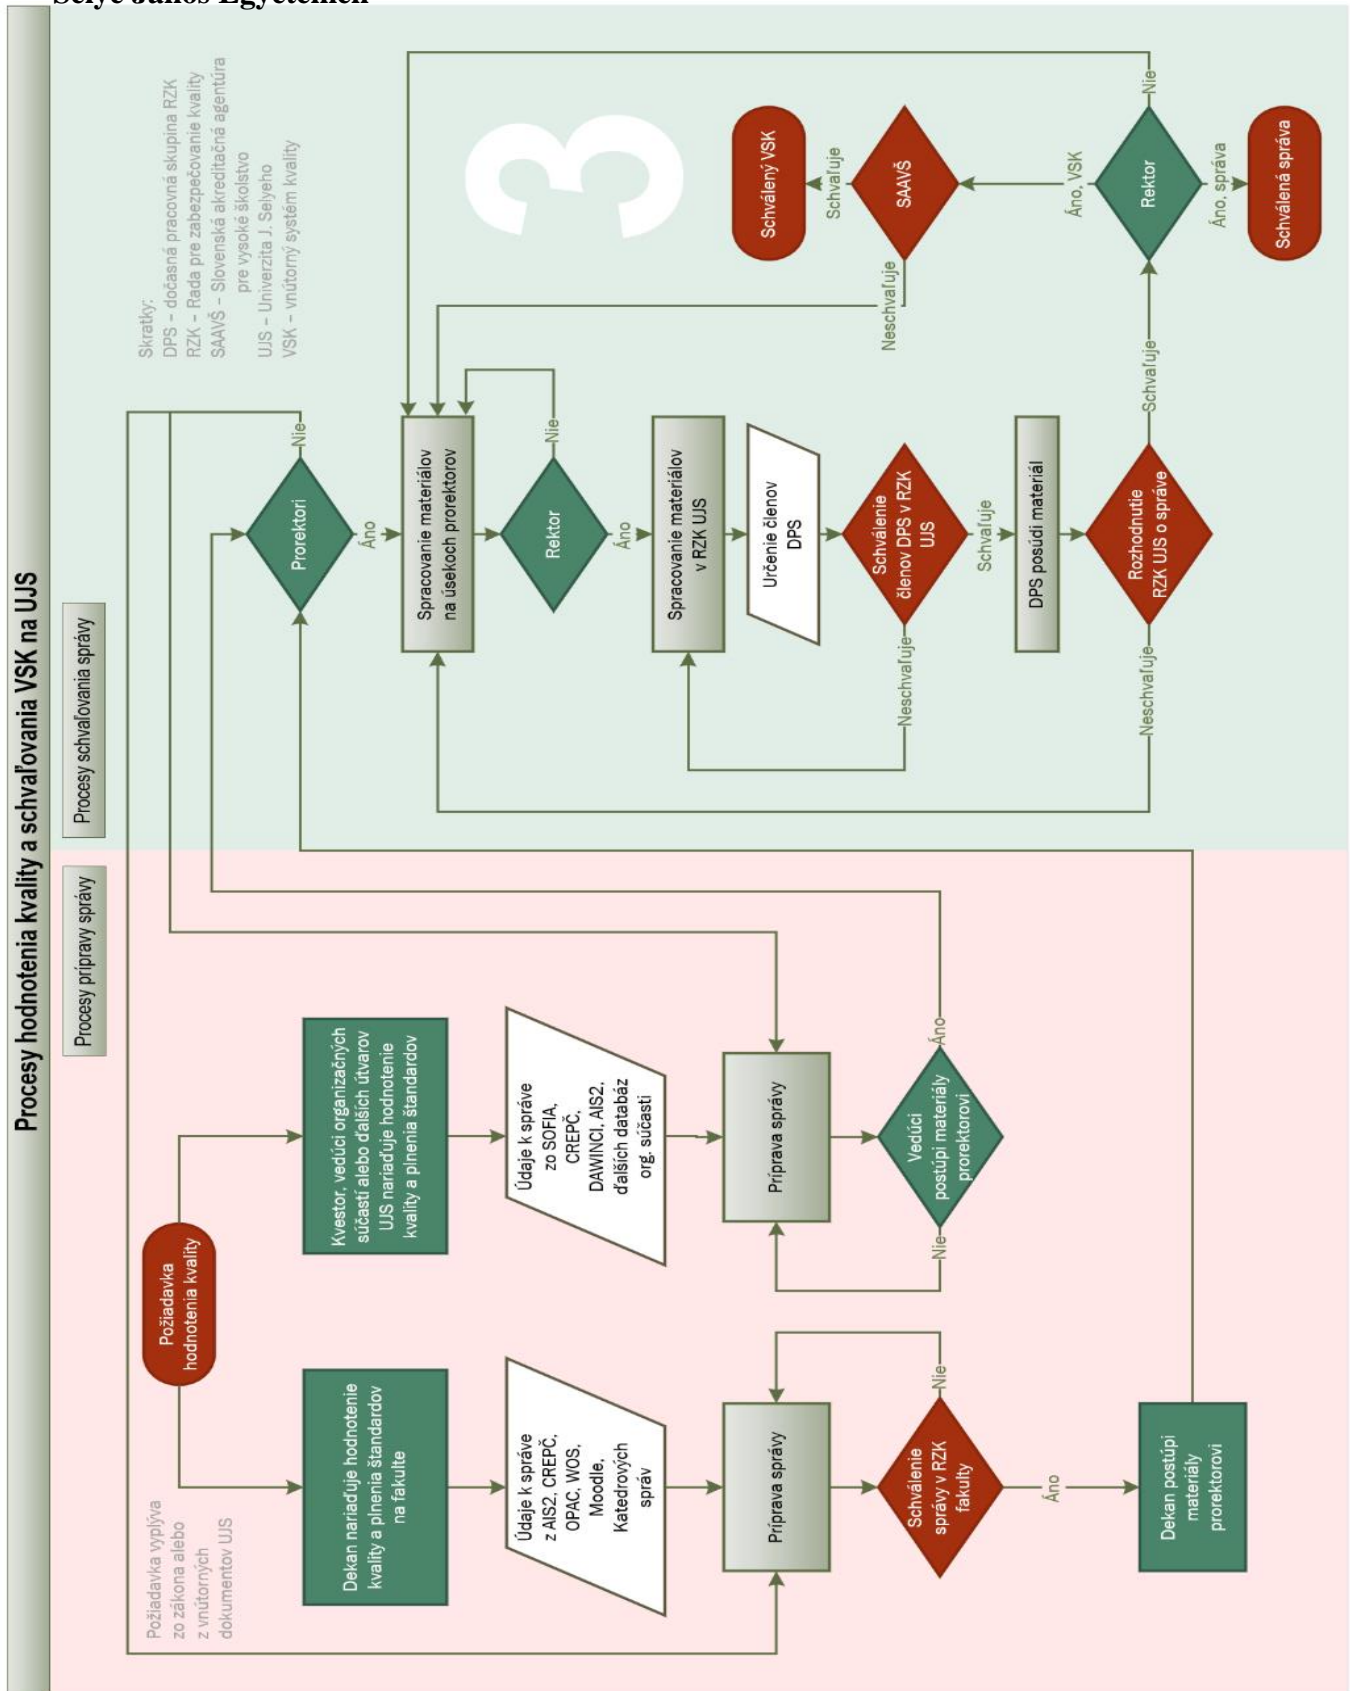 Selye János Egyetemen
Procesy hodnotenia kvality a schvaľovania VSK na UJS
Procesy prípravy správy
Procesy schvaľovania správy
Požiadavka vyplýva
zo zákona alebo
z vnútorných
dokumentov UJS
Požiadavka
hodnotenia kvality
Dekan nariaďuje hodnotenie
kvality a plnenia štandardov
na fakulte
Kvestor, vedúci organizačných
súčastí alebo ďalších útvarov
UJS nariaďuje hodnotenie
kvality a plnenia štandardov
Údaje k správe
z AIS2, CREPČ,
OPAC, WOS,
Moodle,
Katedrových
správ
Údaje k správe
zo SOFIA,
CREPČ,
DAWINCI, AIS2,
ďalších databáz
org. súčasti
Príprava správy
Príprava správy
Schválenie
správy v RZK
fakulty
Nie
Áno
Vedúci
postúpi materiály
prorektorovi
Nie
Áno
Dekan postúpi
materiály
prorektorovi
Skratky:
DPS – dočasná pracovná skupina RZK
RZK – Rada pre zabezpečovanie kvality
SAAVŠ – Slovenská akreditačná agentúra
pre vysoké školstvo
UJS – Univerzita J. Selyeho
VSK – vnútorný systém kvality
3
Prorektori
Nie
Áno
Spracovanie materiálov
na úsekoch prorektorov
Rektor
Nie
Áno
Spracovanie materiálov
v RZK UJS
Určenie členov
DPS
Schválenie
členov DPS v RZK
UJS
Neschvaľuje
Schvaľuje
DPS posúdi materiál
Rozhodnutie
RZK UJS o správe
Neschvaľuje
Schvaľuje
Schválený VSK
Schvaľuje
SAAVŠ
Neschvaľuje
Áno, VSK
Rektor
Nie
Áno, správa
Schválená správa